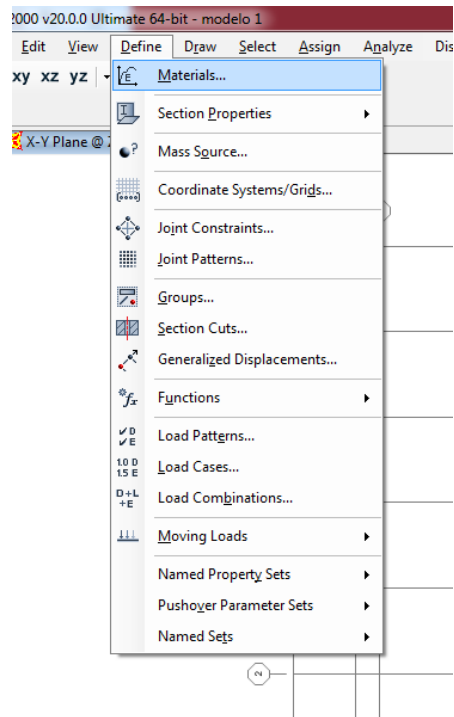 2000 v20.0.0 Ultimate 64-bit - modelo 1
Edit View Define Draw Select Assign Analyze Dis
xy xz yz
X-Y Plane @
Materials...
Section Properties
Mass Source...
Coordinate Systems/Grids...
Joint Constraints...
Joint Patterns...
Groups...
Section Cuts...
Generalized Displacements...
Functions
Load Patterns...
Load Cases...
Load Combinations...
Moving Loads
Named Property Sets
Pushover Parameter Sets
Named Sets
2